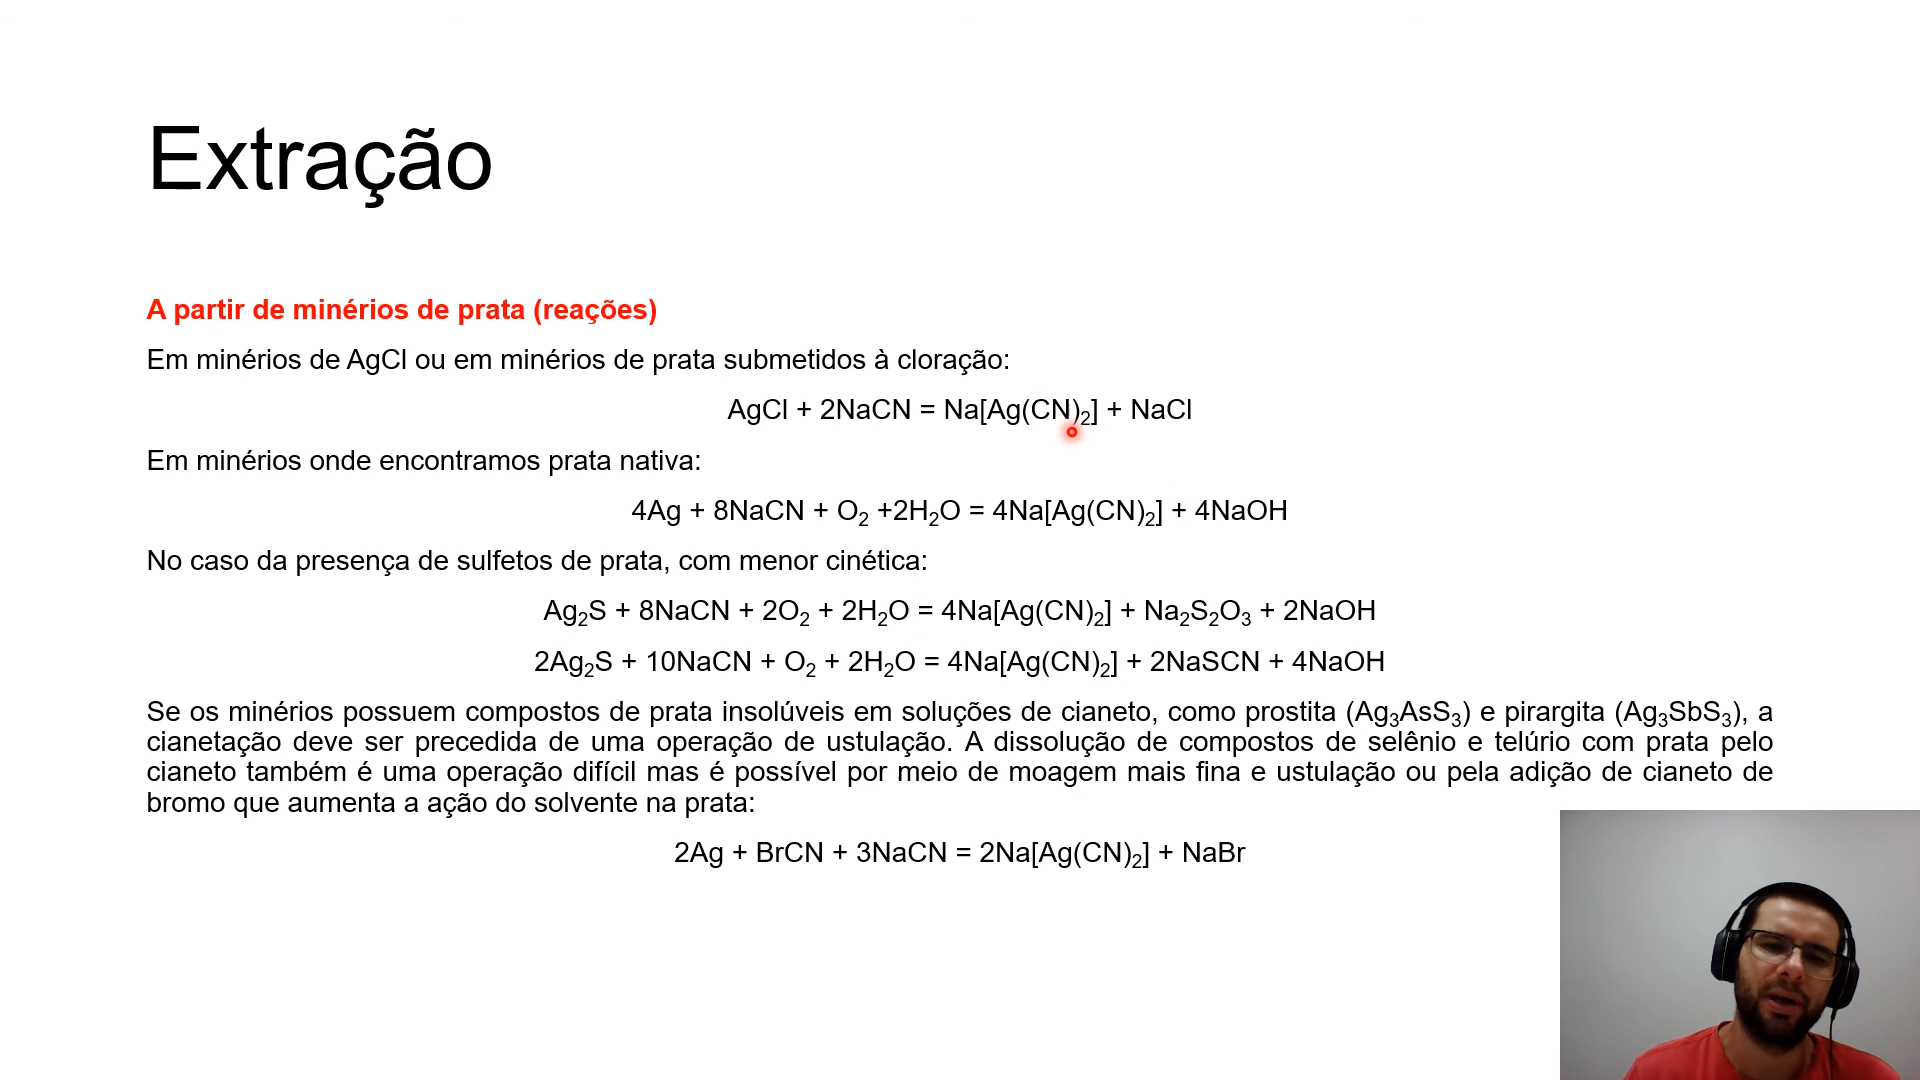 Extração
A partir de minérios de prata (reações)
Em minérios de AgCl ou em minérios de prata submetidos à cloração:
AgCl + 2NaCN = Na[Ag(CN)₂] + NaCl
Em minérios onde encontramos prata nativa:
4Ag + 8NaCN + O₂ +2H₂O = 4Na[Ag(CN)₂] + 4NaOH
No caso da presença de sulfetos de prata, com menor cinética:
Ag₂S + 8NaCN + 2O₂ + 2H₂O = 4Na[Ag(CN)₂] + Na₂S₂O₃ + 2NaOH
2Ag₂S + 10NaCN + O₂ + 2H₂O = 4Na[Ag(CN)₂] + 2NaSCN + 4NaOH
Se os minérios possuem compostos de prata insolúveis em soluções de cianeto, como prostita (Ag₃AsS₃) e pirargita (Ag₃SbS₃), a
cianetação deve ser precedida de uma operação de ustulação. A dissolução de compostos de selênio e telúrio com prata pelo
cianeto também é uma operação difícil mas é possível por meio de moagem mais fina e ustulação ou pela adição de cianeto de
bromo que aumenta a ação do solvente na prata:
2Ag + BrCN + 3NaCN = 2Na[Ag(CN)₂] + NaBr